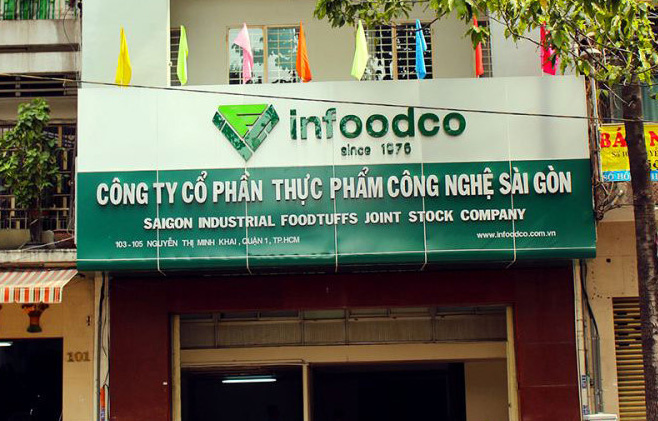 infoodco
since 1976
CÔNG TY CỔ PHẦN THỰC PHẨM CÔNG NGHỆ SÀI GÒN
SAIGON INDUSTRIAL FOODTUFFS JOINT STOCK COMPANY
103 -105 NGUYỄN THỊ MINH KHAI , QUẬN 1, TP.HCM
www.infoodco.com.vn
BÁN
101